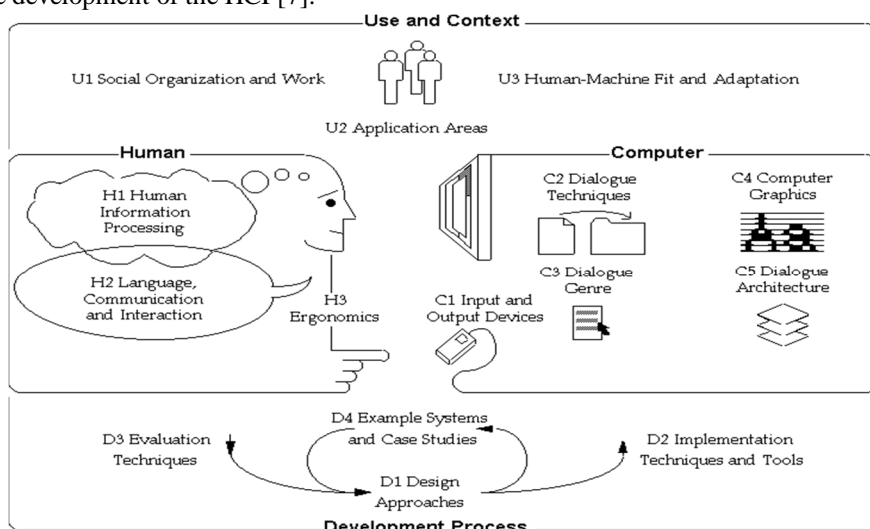 development of the HCI [7].
Use and Context
U1 Social Organization and Work
U3 Human-Machine Fit and Adaptation
U2 Application Areas
Human
H1 Human
Information
Processing
H2 Language,
Communication
and Interaction
H3
Ergonomics
Computer
C2 Dialogue
Techniques
C4 Computer
Graphics
C3 Dialogue
Genre
C5 Dialogue
Architecture
C1 Input and
Output Devices
D3 Evaluation
Techniques
D4 Example Systems
and Case Studies
D2 Implementation
Techniques and Tools
D1 Design
Approaches
Development Process